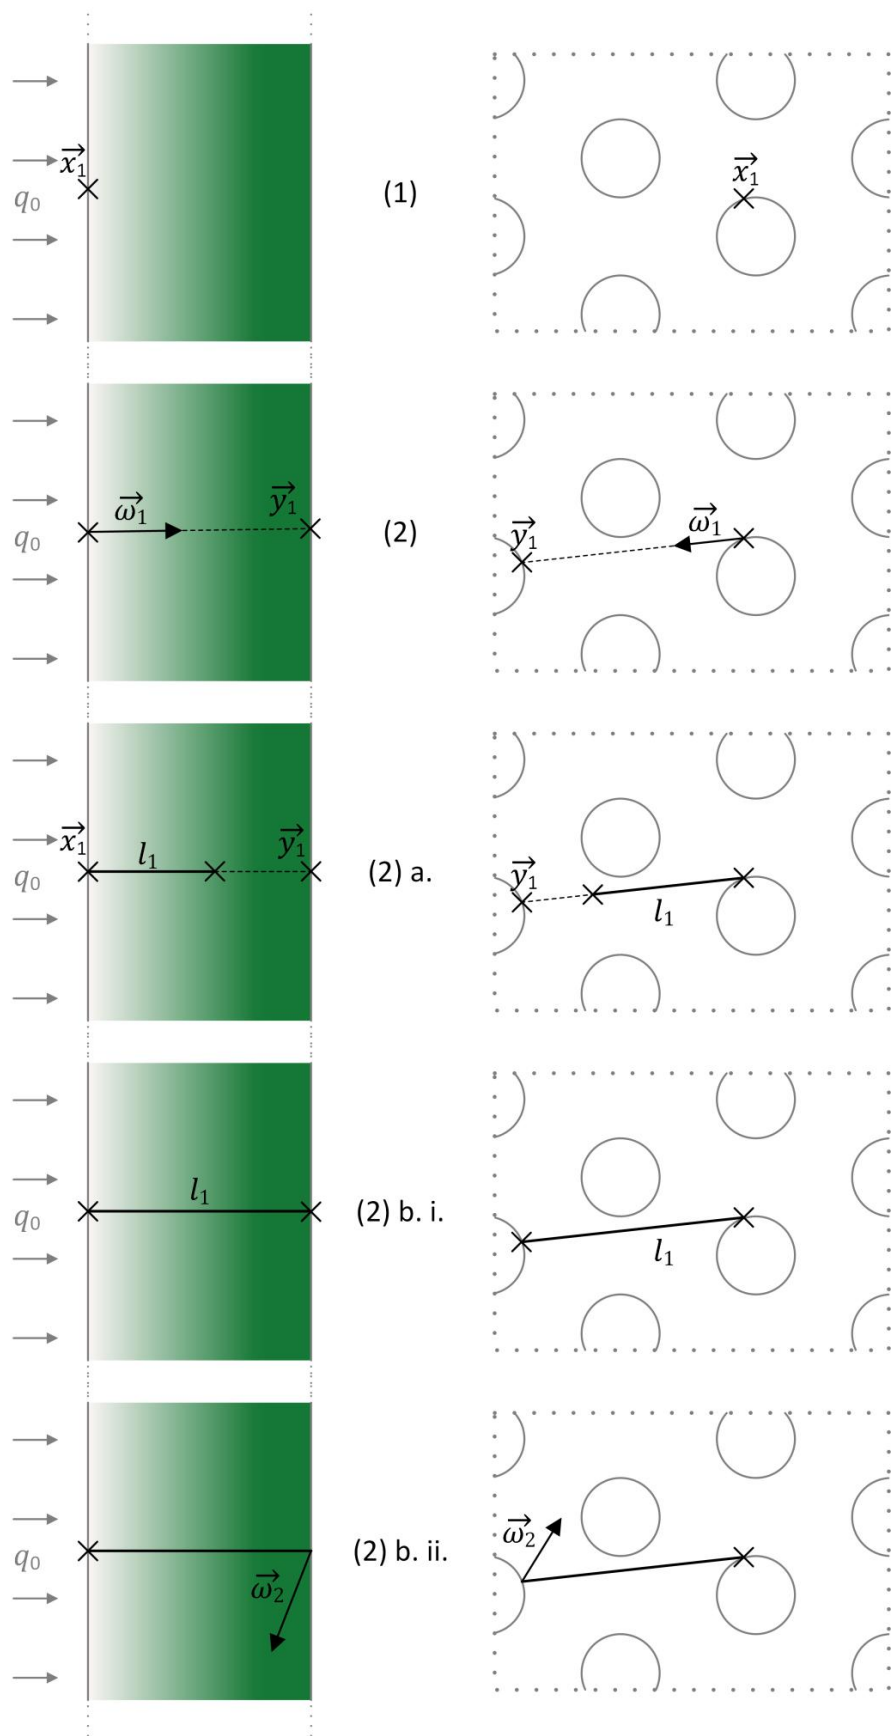 x⃗₁ x⃗₁
q₀ (1)
ω⃗₁ y⃗₁ y⃗₁ ω⃗₁
q₀ (2)
x⃗₁ l₁ y⃗₁ y⃗₁
q₀ (2) a. l₁
l₁
q₀ (2) b. i. l₁
q₀ (2) b. ii. ω⃗₂
ω⃗₂